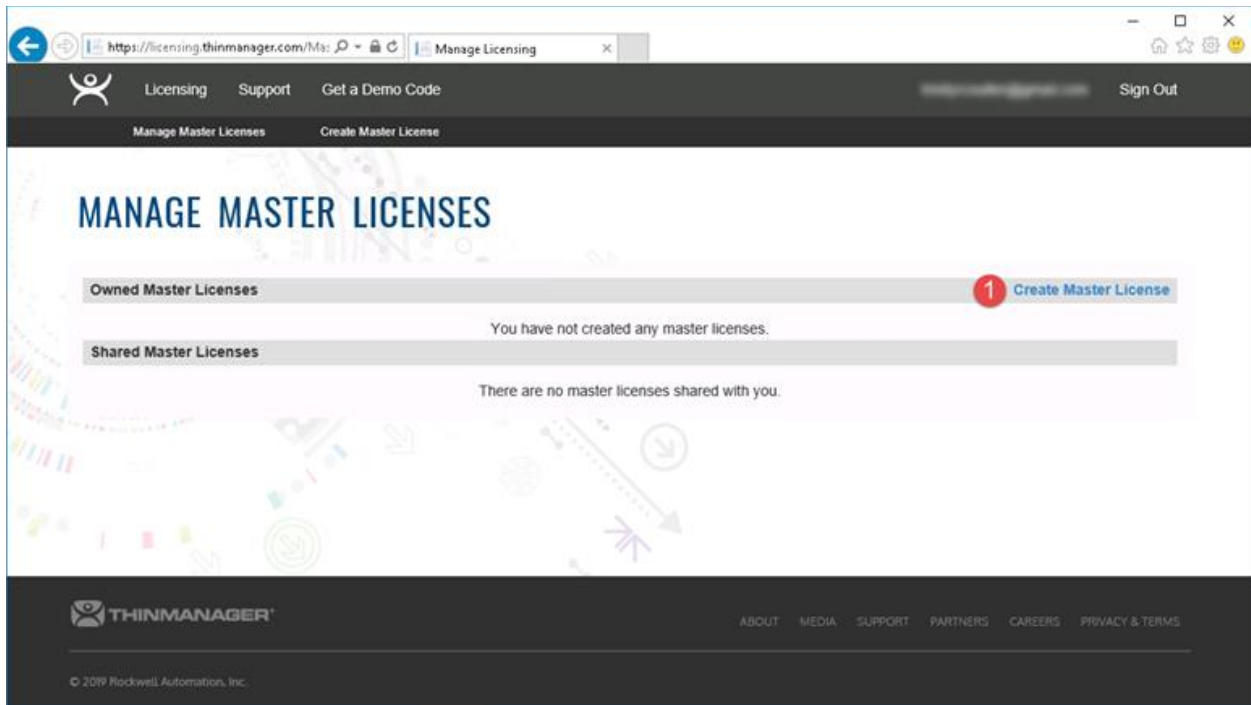 https://licensing.thinmanager.com/Ma: Manage Licensing
Licensing Support Get a Demo Code Sign Out
Manage Master Licenses Create Master License
MANAGE MASTER LICENSES
Owned Master Licenses 1 Create Master License
You have not created any master licenses.
Shared Master Licenses
There are no master licenses shared with you.
THINMANAGER
ABOUT MEDIA SUPPORT PARTNERS CAREERS PRIVACY & TERMS
© 2019 Rockwell Automation, Inc.